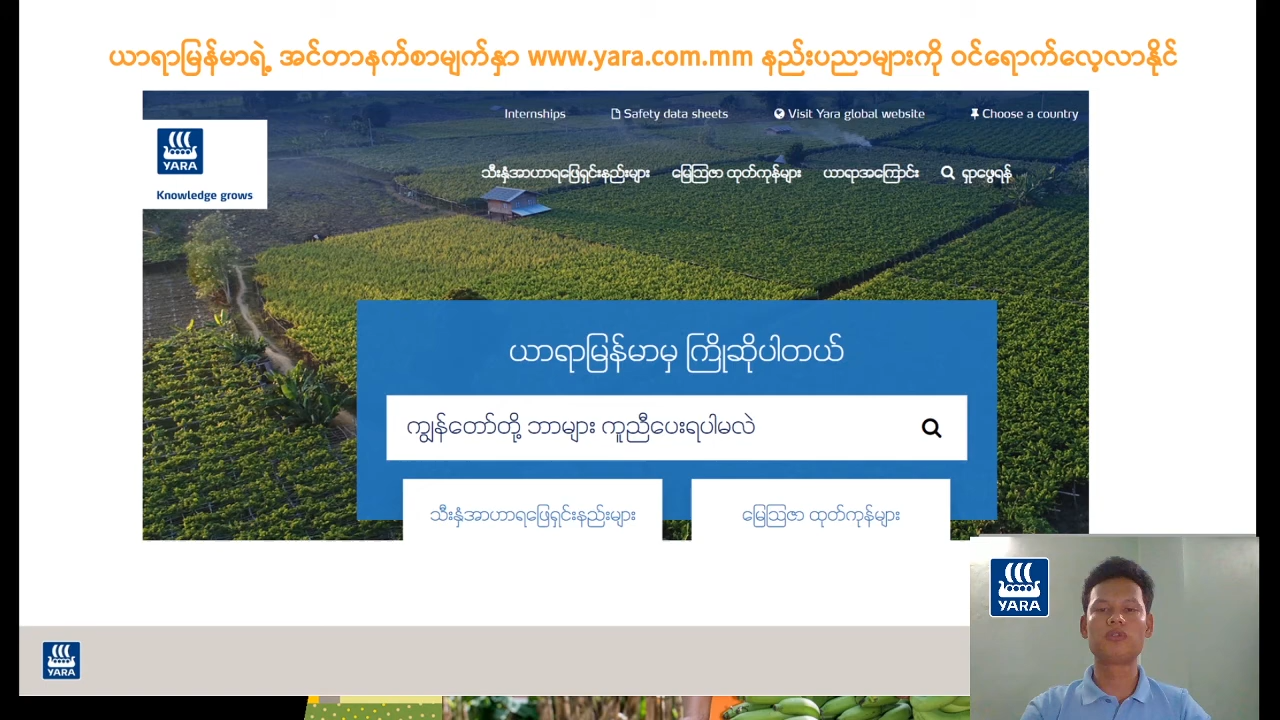 ယာရာမြန်မာရဲ့ အင်တာနက်စာမျက်နှာ www.yara.com.mm နည်းပညာများကို ဝင်ရောက်လေ့လာနိုင်
Internships Safety data sheets Visit Yara global website Choose a country
YARA
Knowledge grows
သီးနှံအာဟာရဖြေရှင်းနည်းများ မြေဩဇာ ထုတ်ကုန်များ ယာရာအကြောင်း ရှာဖွေရန်
ယာရာမြန်မာမှ ကြိုဆိုပါတယ်
ကျွန်တော်တို့ ဘာများ ကူညီပေးရပါမလဲ
သီးနှံအာဟာရဖြေရှင်းနည်းများ မြေဩဇာ ထုတ်ကုန်များ
YARA
YARA